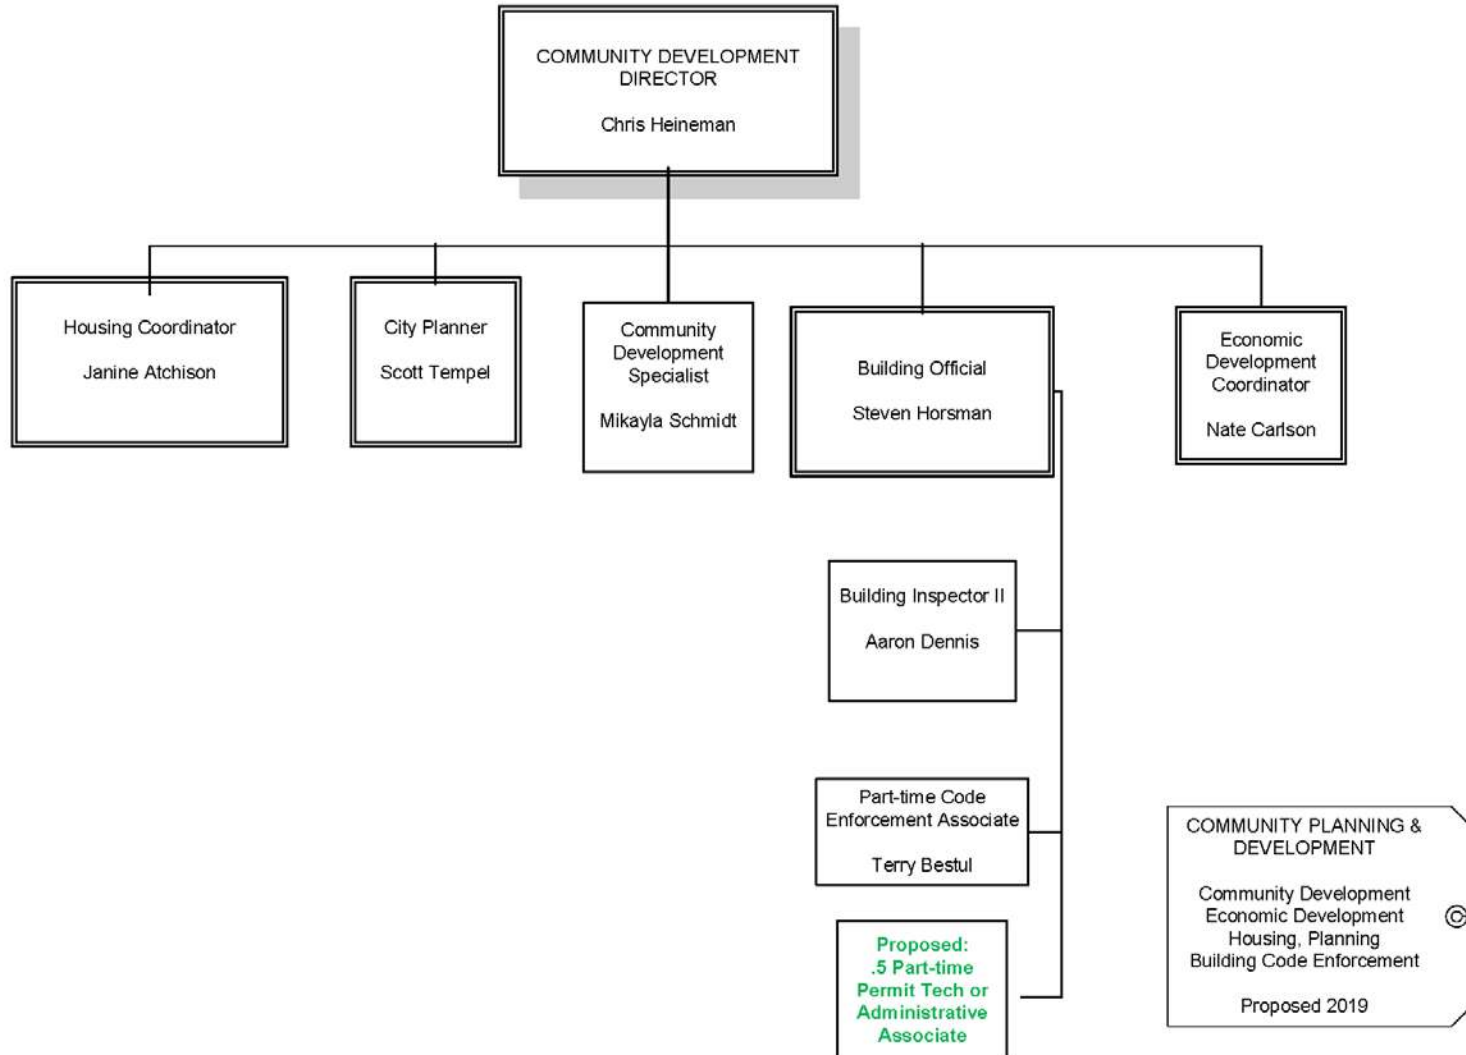 COMMUNITY DEVELOPMENT
DIRECTOR
Chris Heineman
Housing Coordinator
Janine Atchison
City Planner
Scott Tempel
Community
Development
Specialist
Mikayla Schmidt
Building Official
Steven Horsman
Economic
Development
Coordinator
Nate Carlson
Building Inspector II
Aaron Dennis
Part-time Code
Enforcement Associate
Terry Bestul
Proposed:
.5 Part-time
Permit Tech or
Administrative
Associate
COMMUNITY PLANNING &
DEVELOPMENT
Community Development
Economic Development
Housing, Planning
Building Code Enforcement
Proposed 2019
©